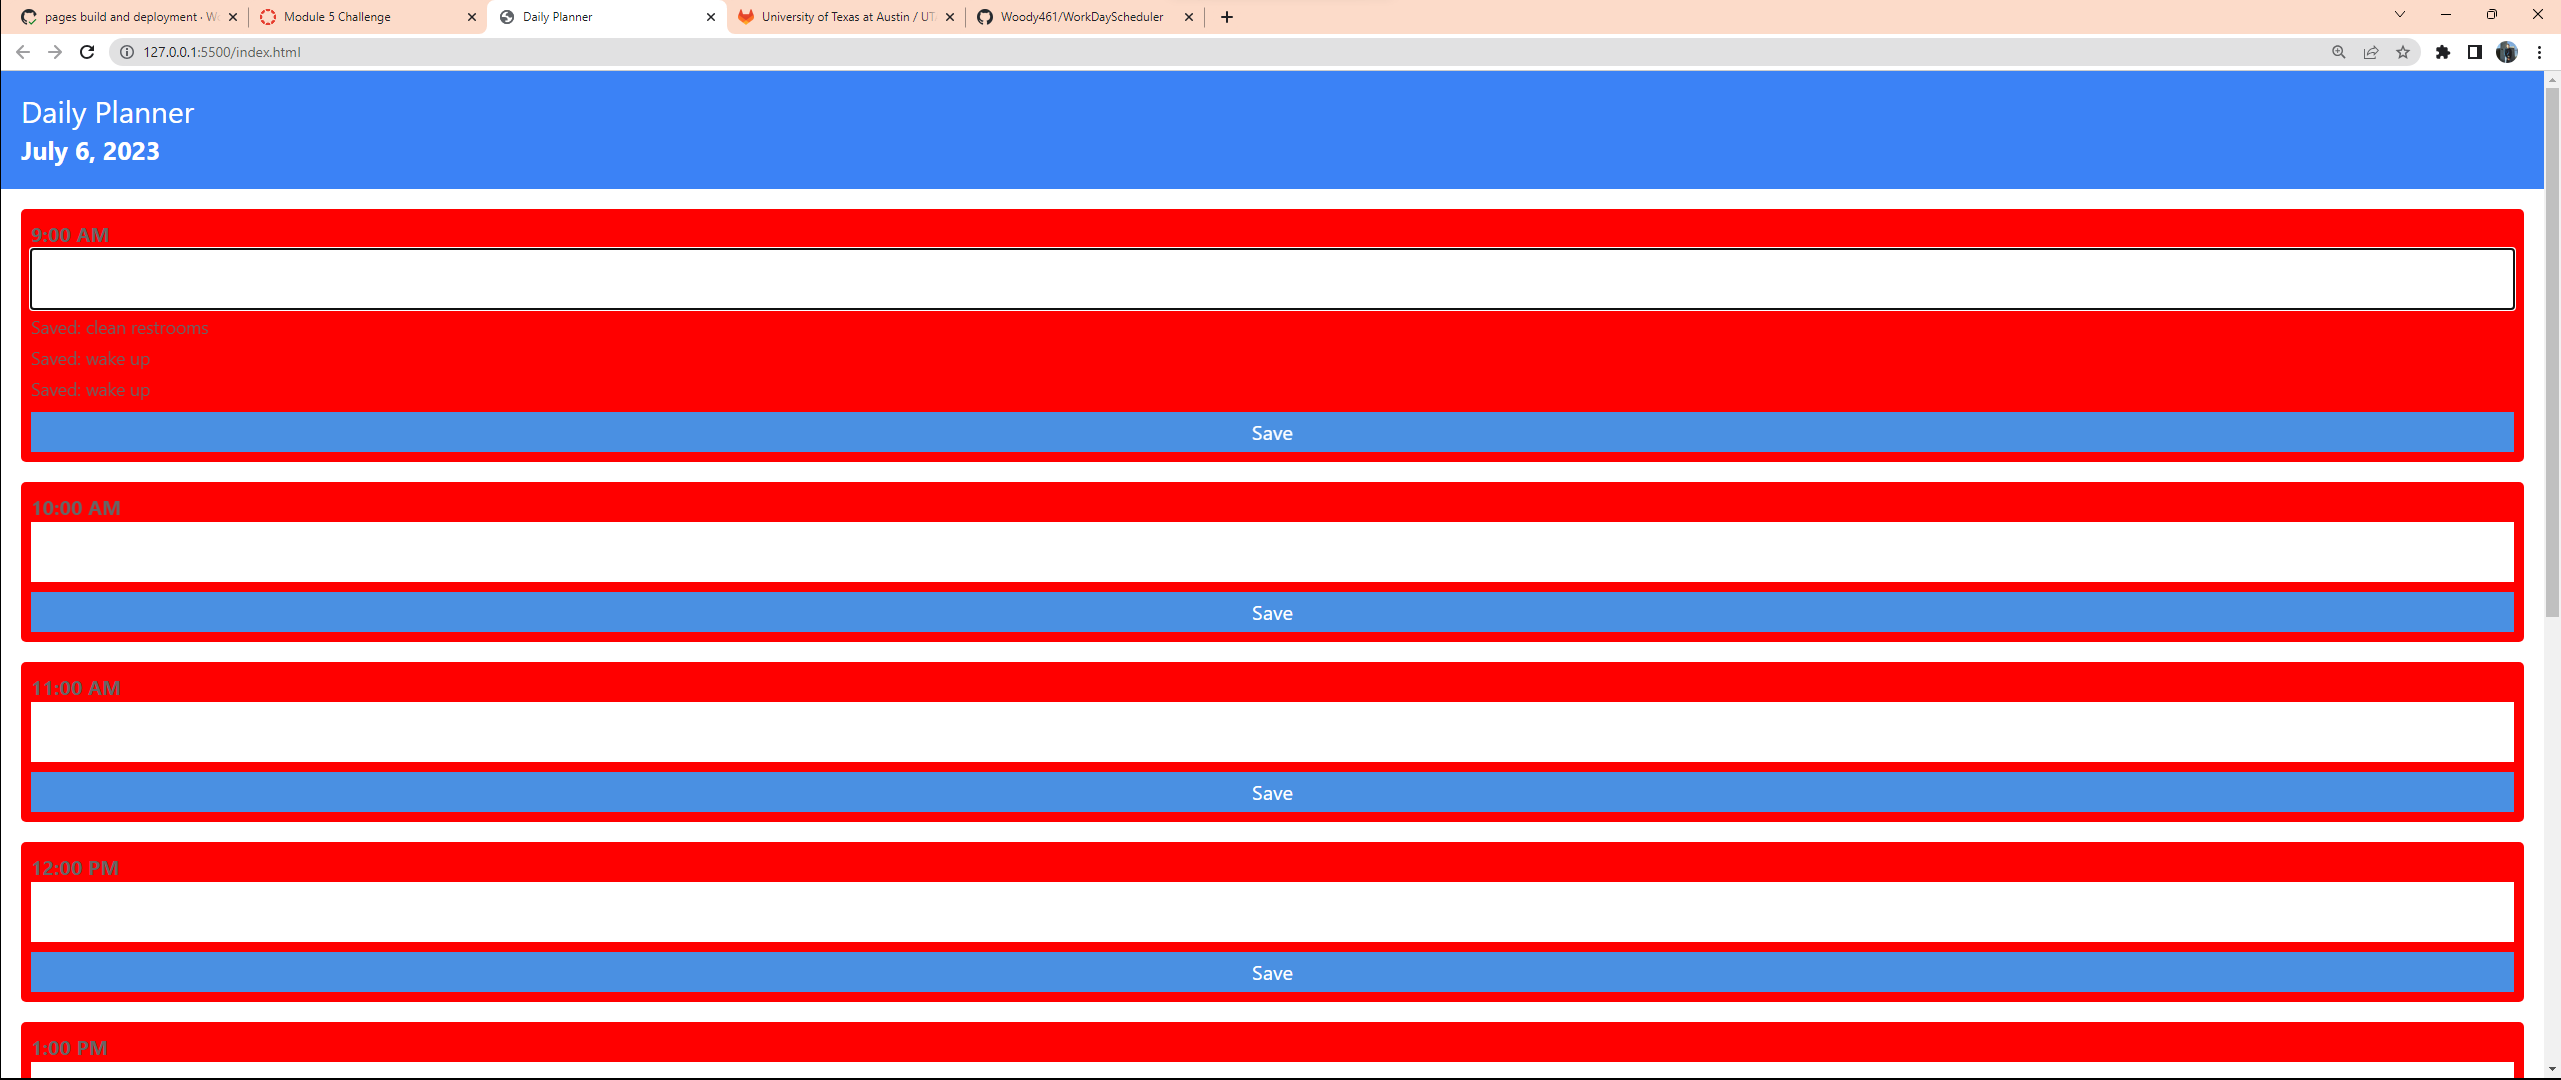 pages build and deployment · W
Module 5 Challenge
Daily Planner
University of Texas at Austin / UT
Woody461/WorkDayScheduler
127.0.0.1:5500/index.html
Daily Planner
July 6, 2023
9:00 AM
Saved: clean restrooms
Saved: wake up
Saved: wake up
Save
10:00 AM
Save
11:00 AM
Save
12:00 PM
Save
1:00 PM